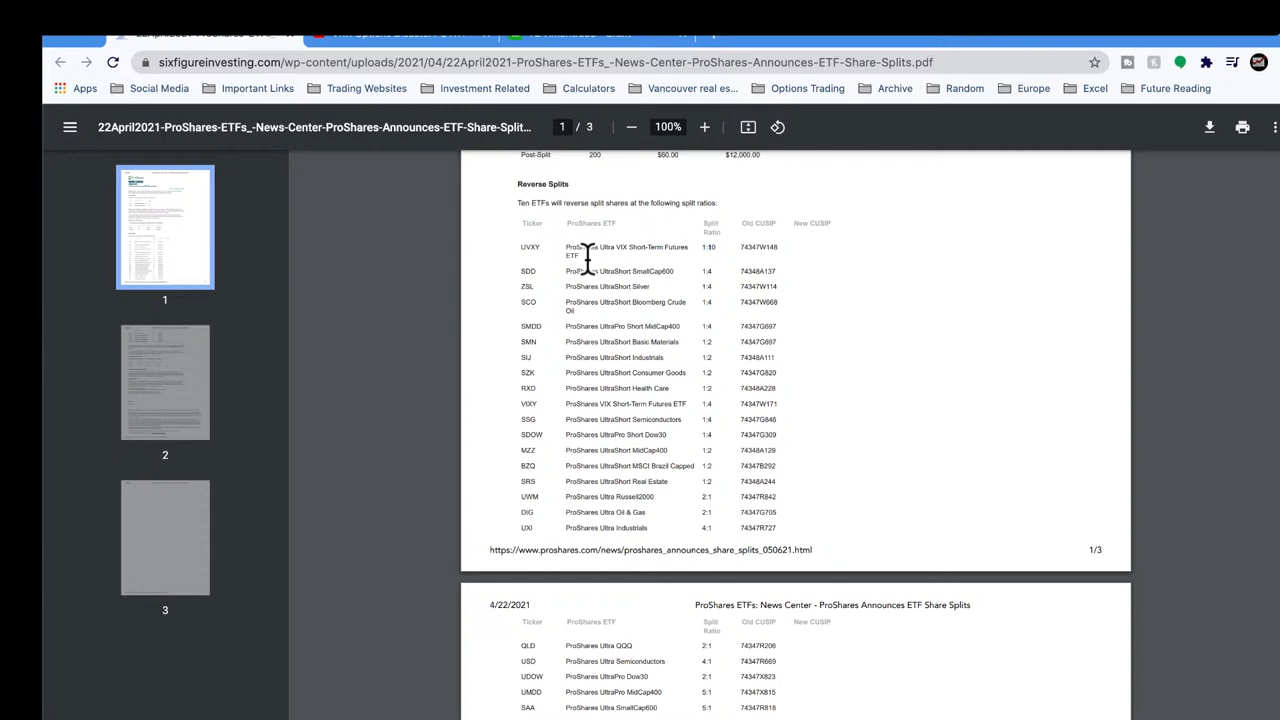 sixfigureinvesting.com/wp-content/uploads/2021/04/22April2021-ProShares-ETFs_-News-Center-ProShares-Announces-ETF-Share-Splits.pdf
Apps Social Media Important Links Trading Websites Investment Related Calculators Vancouver real es... Options Trading Archive Random Europe Excel Future Reading
22April2021-ProShares-ETFs_-News-Center-ProShares-Announces-ETF-Share-Split... 1 / 3 100%
Post-Split 200 $60.00 $12,000.00
Reverse Splits
Ten ETFs will reverse split shares at the following split ratios:
Ticker ProShares ETF Split Ratio Old CUSIP New CUSIP
UVXY ProShares Ultra VIX Short-Term Futures ETF 1:10 74347W148
SDD ProShares UltraShort SmallCap600 1:4 74348A137
ZSL ProShares UltraShort Silver 1:4 74347W114
SCO ProShares UltraShort Bloomberg Crude Oil 1:4 74347W668
SMDD ProShares UltraPro Short MidCap400 1:4 74347G697
SMN ProShares UltraShort Basic Materials 1:2 74347G697
SIJ ProShares UltraShort Industrials 1:2 74348A111
SZK ProShares UltraShort Consumer Goods 1:2 74347G820
RXD ProShares UltraShort Health Care 1:2 74348A228
VIXY ProShares VIX Short-Term Futures ETF 1:4 74347W171
SSG ProShares UltraShort Semiconductors 1:4 74347G846
SDOW ProShares UltraPro Short Dow30 1:4 74347G309
MZZ ProShares UltraShort MidCap400 1:2 74348A129
BZQ ProShares UltraShort MSCI Brazil Capped 1:2 74347B292
SRS ProShares UltraShort Real Estate 1:2 74348A244
UWM ProShares Ultra Russell2000 2:1 74347R842
DIG ProShares Ultra Oil & Gas 2:1 74347G705
UXI ProShares Ultra Industrials 4:1 74347R727
https://www.proshares.com/news/proshares_announces_share_splits_050621.html 1/3
4/22/2021 ProShares ETFs: News Center - ProShares Announces ETF Share Splits
Ticker ProShares ETF Split Ratio Old CUSIP New CUSIP
QLD ProShares Ultra QQQ 2:1 74347R206
USD ProShares Ultra Semiconductors 4:1 74347R669
UDOW ProShares UltraPro Dow30 2:1 74347X823
UMDD ProShares UltraPro MidCap400 5:1 74347X815
SAA ProShares Ultra SmallCap600 5:1 74347R818
1
2
3